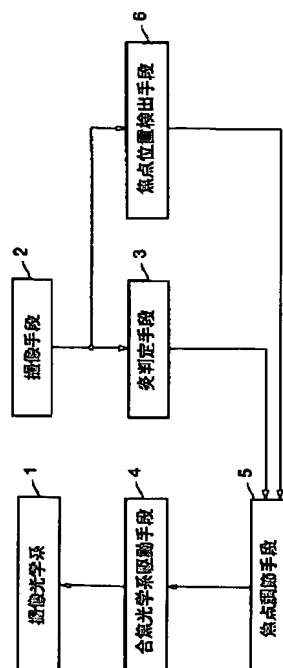 撮像光学系
1
撮像手段
2
炎判定手段
3
合焦光学系駆動手段
4
焦点調節手段
5
焦点位置検出手段
6